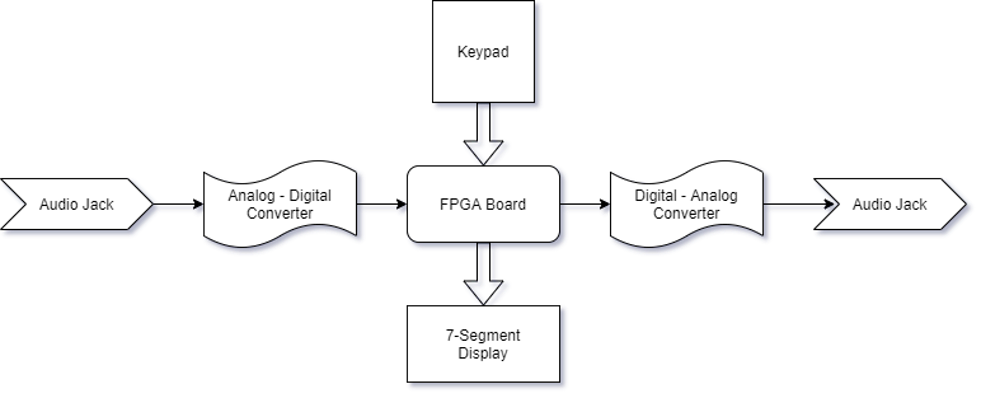 Keypad
Audio Jack
Analog - Digital
Converter
FPGA Board
Digital - Analog
Converter
Audio Jack
7-Segment
Display